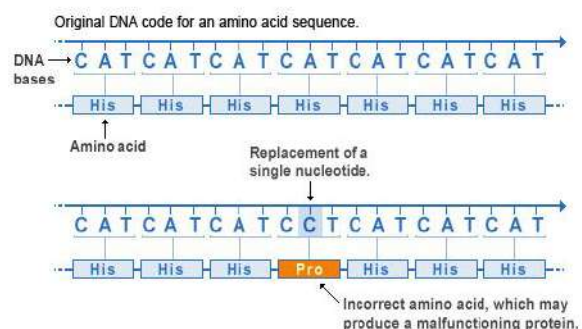 Original DNA code for an amino acid sequence.
DNA bases
C A T C A T C A T C A T C A T C A T C A T
His His His His His His His
Amino acid
Replacement of a
single nucleotide.
C A T C A T C A T C C T C A T C A T C A T
His His His Pro His His His
Incorrect amino acid, which may
produce a malfunctioning protein.